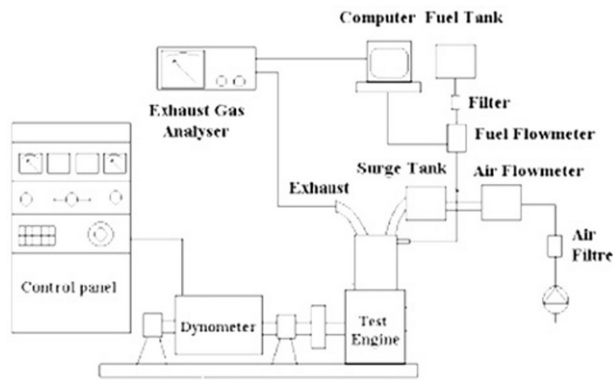 Computer Fuel Tank
Exhaust Gas
Analyser
Filter
Fuel Flowmeter
Surge Tank
Air Flowmeter
Exhaust
Air
Filtre
Control panel
Dynometer
Test
Engine